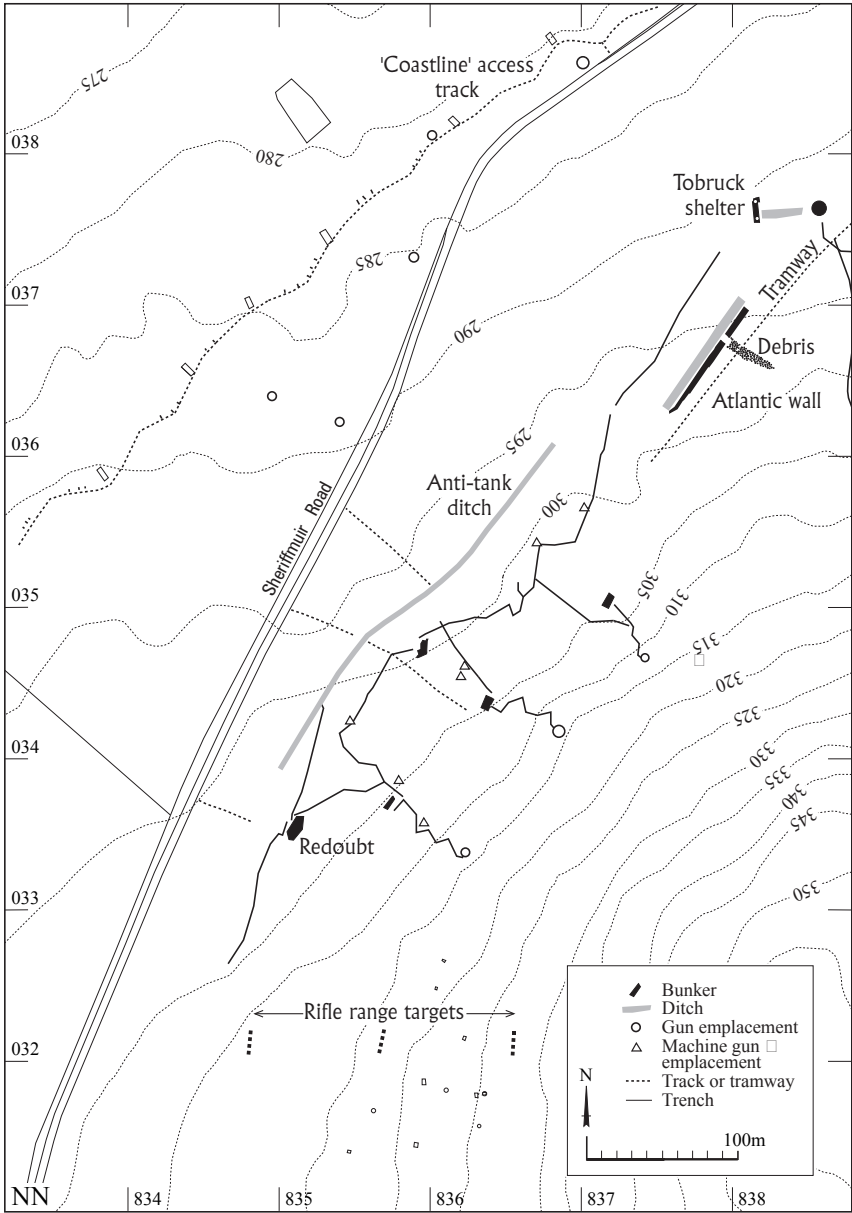 275
'Coastline' access
track
038
280
Tobruck
shelter
285
Tramway
037
290
Debris
Atlantic wall
036
295
Anti-tank
ditch
300
Sheriffmuir Road
035
305
310
315
320
325
034
330
335
340
345
Redoubt
350
033
Rifle range targets
032
Bunker
Ditch
Gun emplacement
Machine gun
emplacement
Track or tramway
Trench
N
100m
NN
834
835
836
837
838